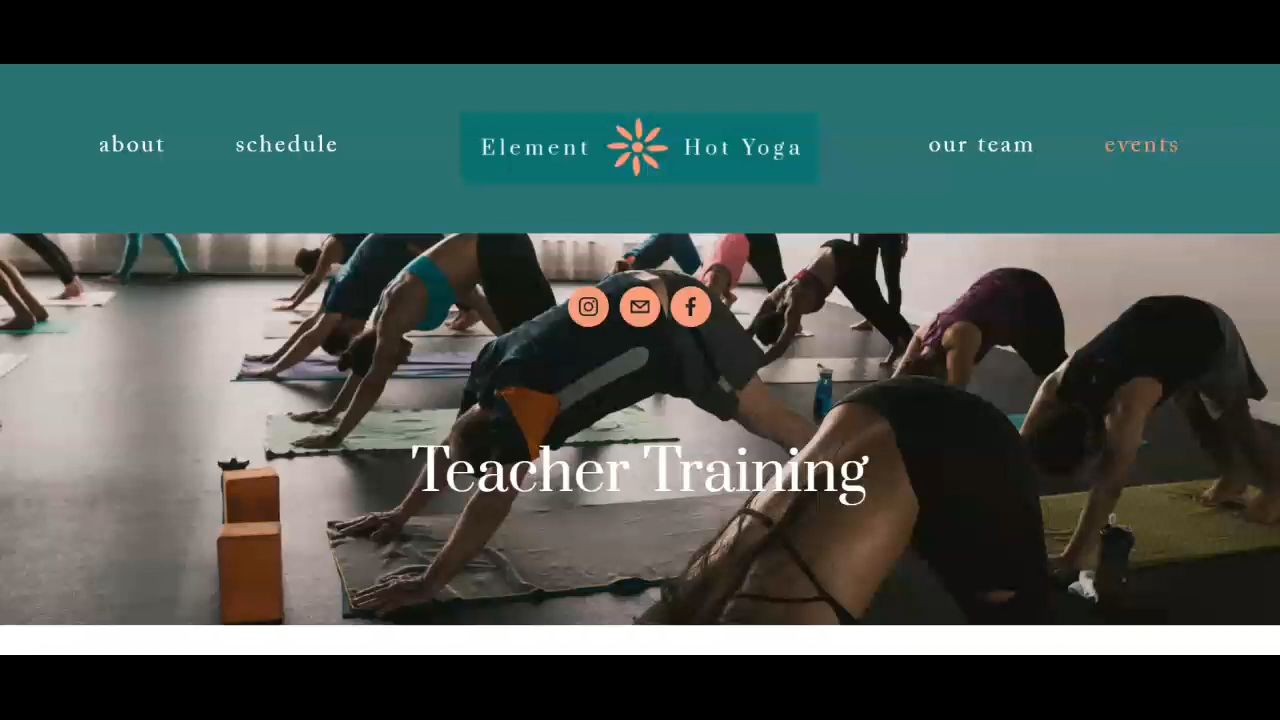 about
schedule
Element Hot Yoga
our team
events
Teacher Training